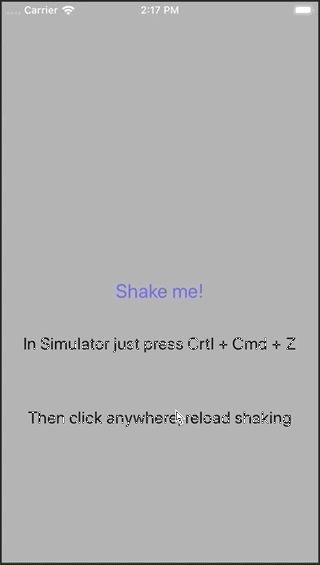 Carrier 2:17 PM
Shake me!
In Simulator just press Crtl + Cmd + Z
Then click anywhere reload shaking